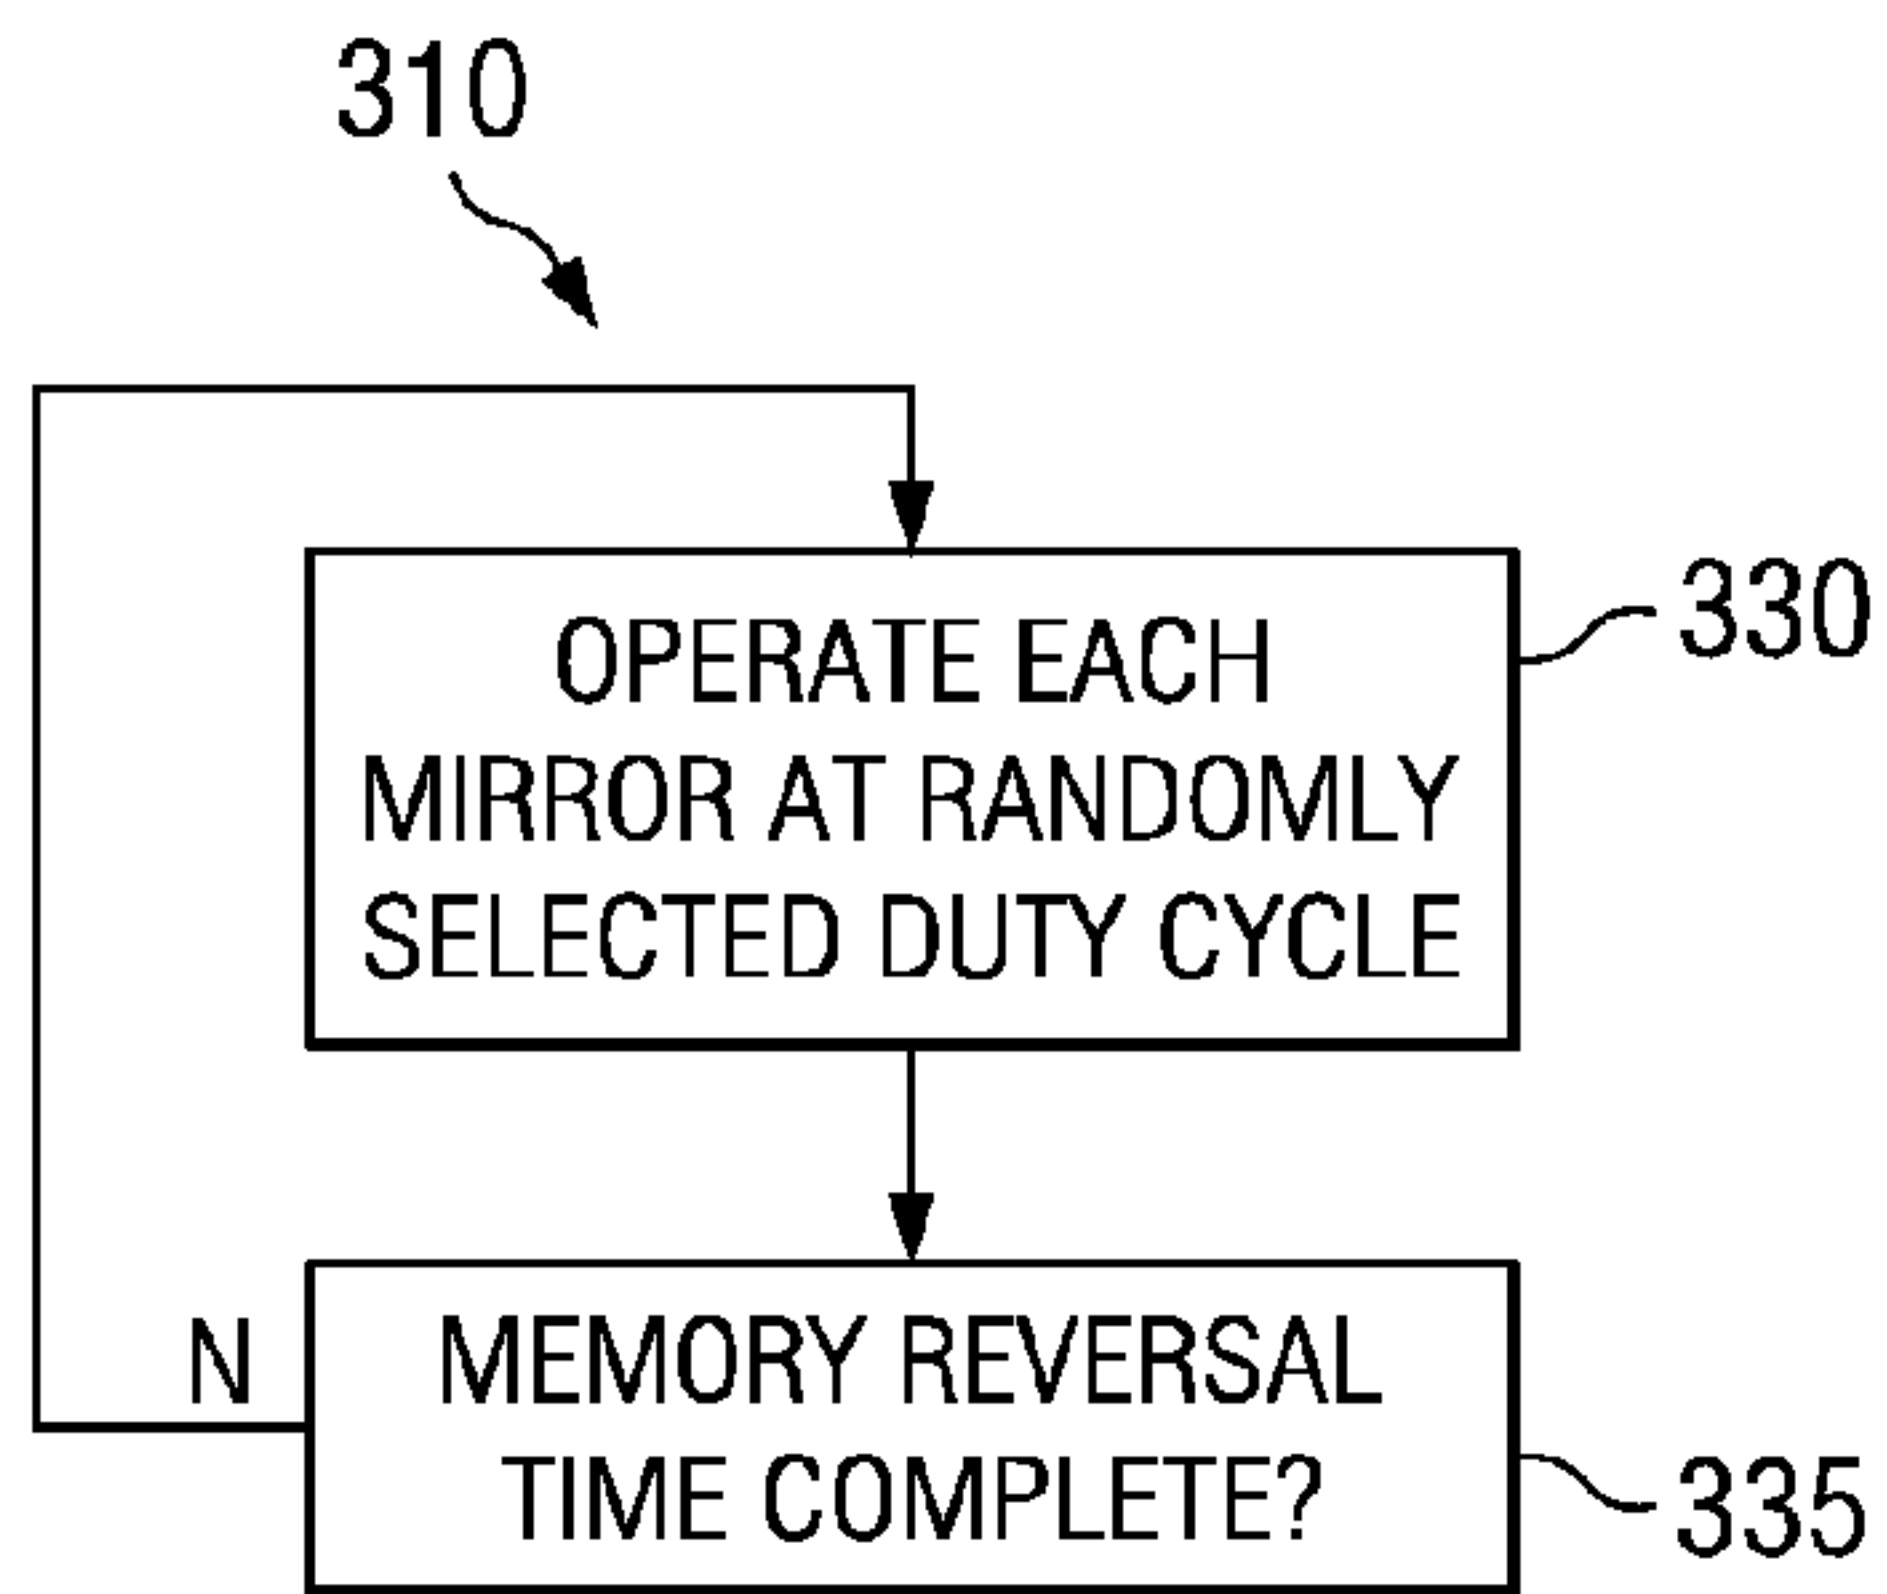 310
OPERATE EACH
MIRROR AT RANDOMLY
SELECTED DUTY CYCLE
330
N
MEMORY REVERSAL
TIME COMPLETE?
335